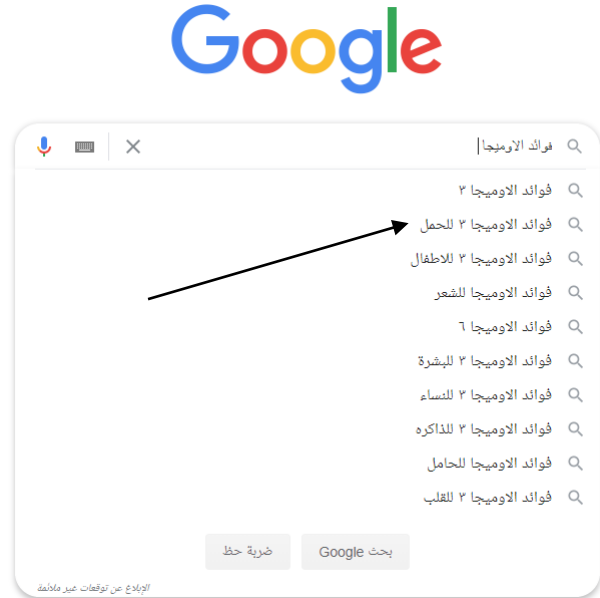 Google
فوائد الاوميجا
فوائد الاوميجا ٣
فوائد الاوميجا ٣ للحمل
فوائد الاوميجا ٣ للاطفال
فوائد الاوميجا للشعر
فوائد الاوميجا ٦
فوائد الاوميجا ٣ للبشرة
فوائد الاوميجا ٣ للنساء
فوائد الاوميجا ٣ للذاكره
فوائد الاوميجا للحامل
فوائد الاوميجا ٣ للقلب
بحث Google ضربة حظ
الإبلاغ عن توقعات غير ملائمة